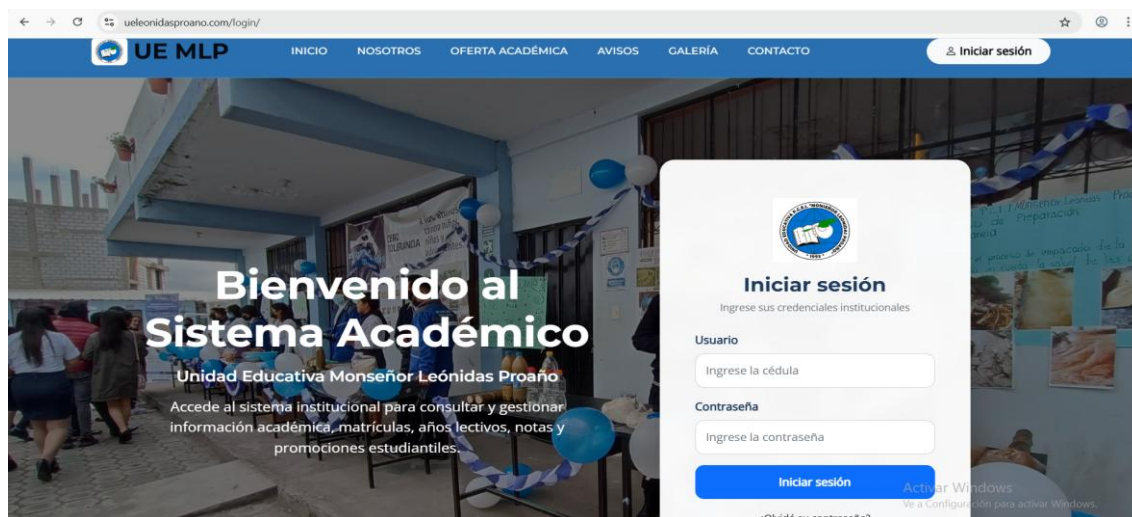 ueleonidasproano.com/login/
UE MLP
INICIO NOSOTROS OFERTA ACADÉMICA AVISOS GALERÍA CONTACTO
Iniciar sesión
Bienvenido al
Sistema Académico
Unidad Educativa Monseñor Leónidas Proaño
Accede al sistema institucional para consultar y gestionar
información académica, matrículas, años lectivos, notas y
promociones estudiantiles.
Iniciar sesión
Ingrese sus credenciales institucionales
Usuario
Ingrese la cédula
Contraseña
Ingrese la contraseña
Iniciar sesión
¿Olvidó su contraseña?
Activar Windows
Ve a Configuración para activar Windows.